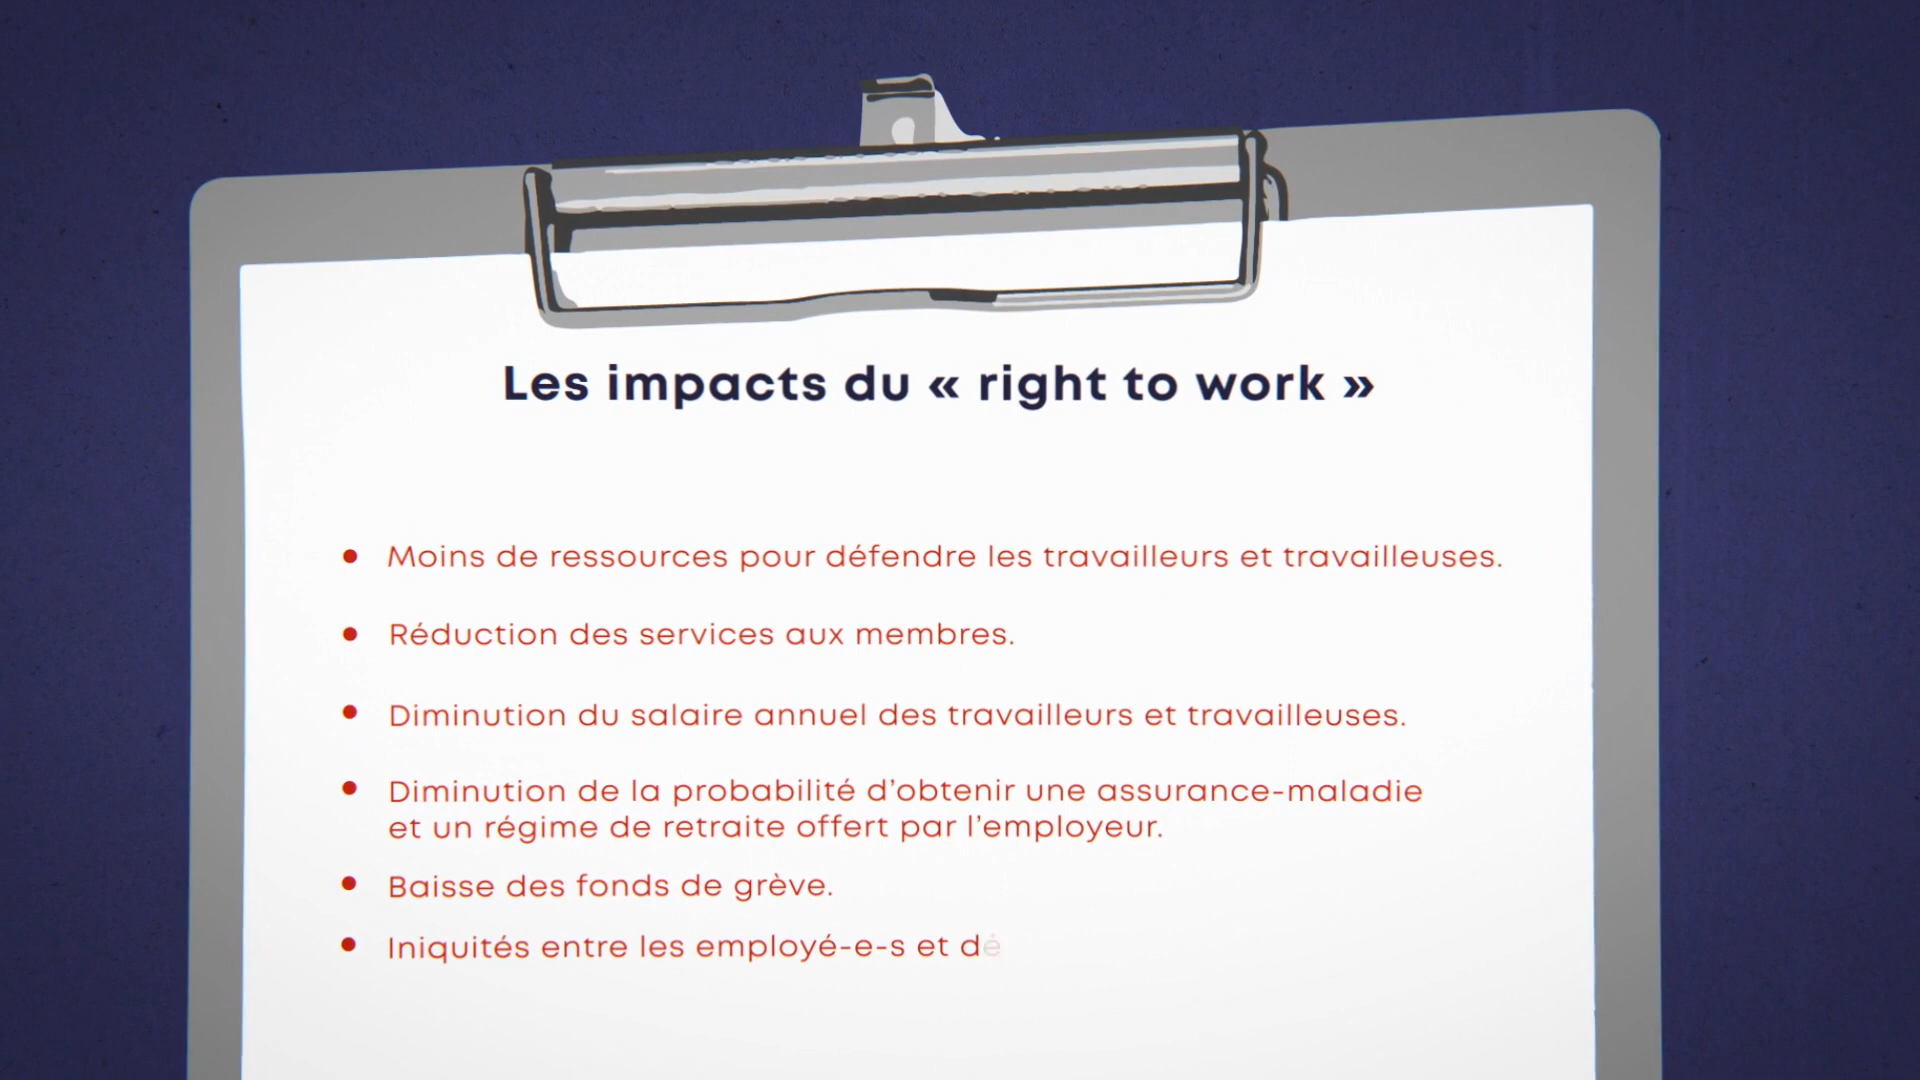 Les impacts du « right to work »
• Moins de ressources pour défendre les travailleurs et travailleuses.
• Réduction des services aux membres.
• Diminution du salaire annuel des travailleurs et travailleuses.
• Diminution de la probabilité d’obtenir une assurance-maladie
et un régime de retraite offert par l’employeur.
• Baisse des fonds de grève.
• Iniquités entre les employé-e-s et dé